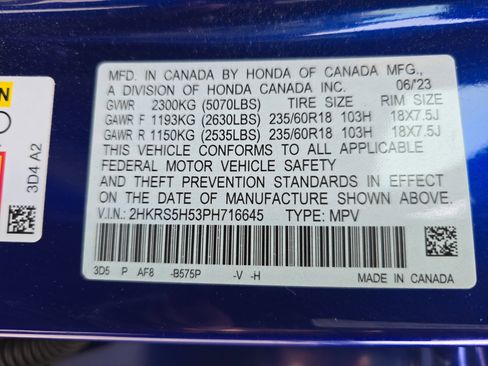 MFD. IN CANADA BY HONDA OF CANADA MFG.,
A DIVISION OF HONDA CANADA INC. 06/'23
GVWR 2300KG (5070LBS) TIRE SIZE RIM SIZE
GAWR F 1193KG (2630LBS) 235/60R18 103H 18X7.5J
GAWR R 1150KG (2535LBS) 235/60R18 103H 18X7.5J
THIS VEHICLE CONFORMS TO ALL APPLICABLE
FEDERAL MOTOR VEHICLE SAFETY
AND THEFT PREVENTION STANDARDS IN EFFECT
ON THE DATE OF MANUFACTURE SHOWN ABOVE.
V.I.N.: 2HKRS5H53PH716645 TYPE: MPV
3D5 P AF8 -B575P -V -H
MADE IN CANADA
3D4 A2